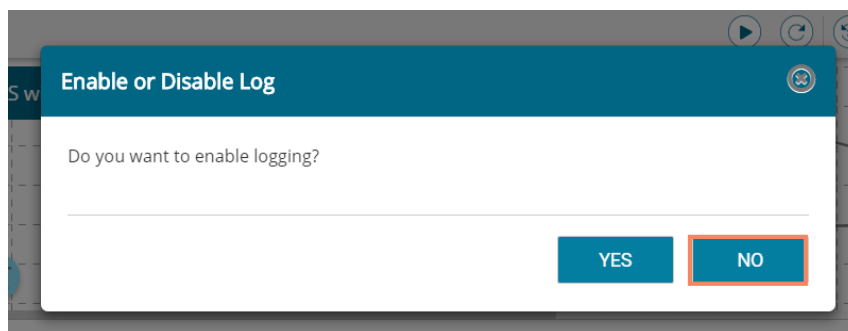 Enable or Disable Log
S w
Do you want to enable logging?
YES
NO